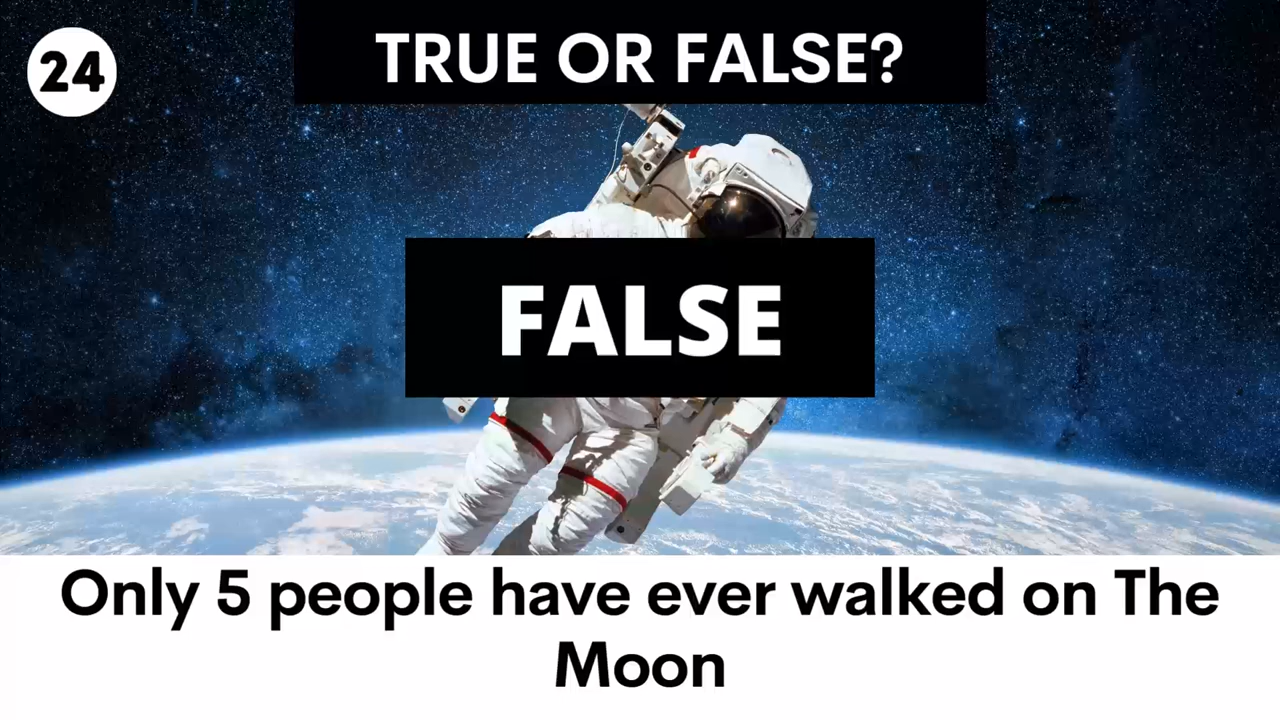 24
TRUE OR FALSE?
FALSE
Only 5 people have ever walked on The
Moon